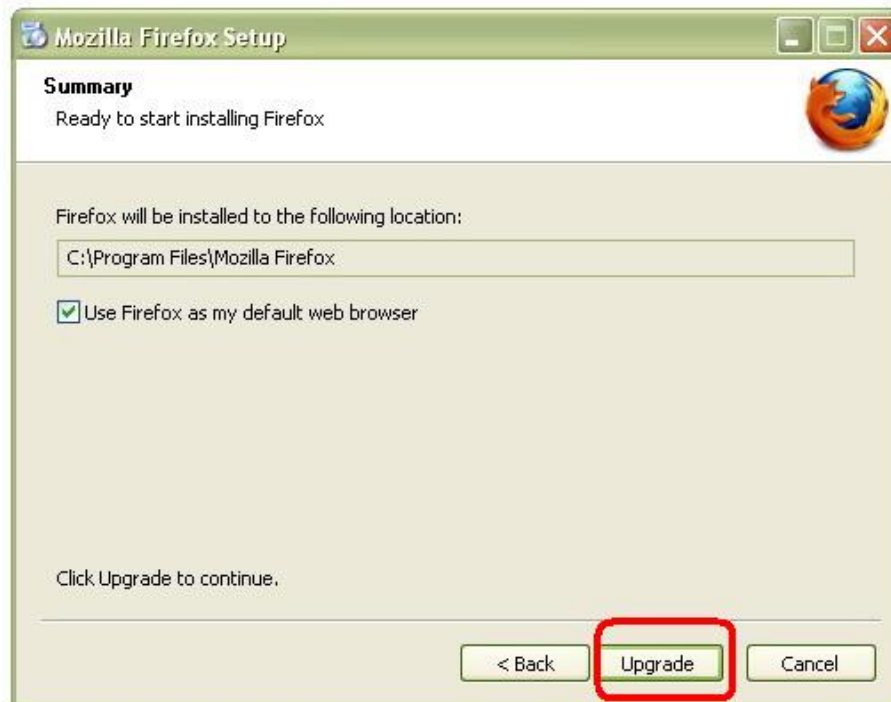 Mozilla Firefox Setup
Summary
Ready to start installing Firefox
Firefox will be installed to the following location:
C:\Program Files\Mozilla Firefox
Use Firefox as my default web browser
Click Upgrade to continue.
< Back Upgrade Cancel